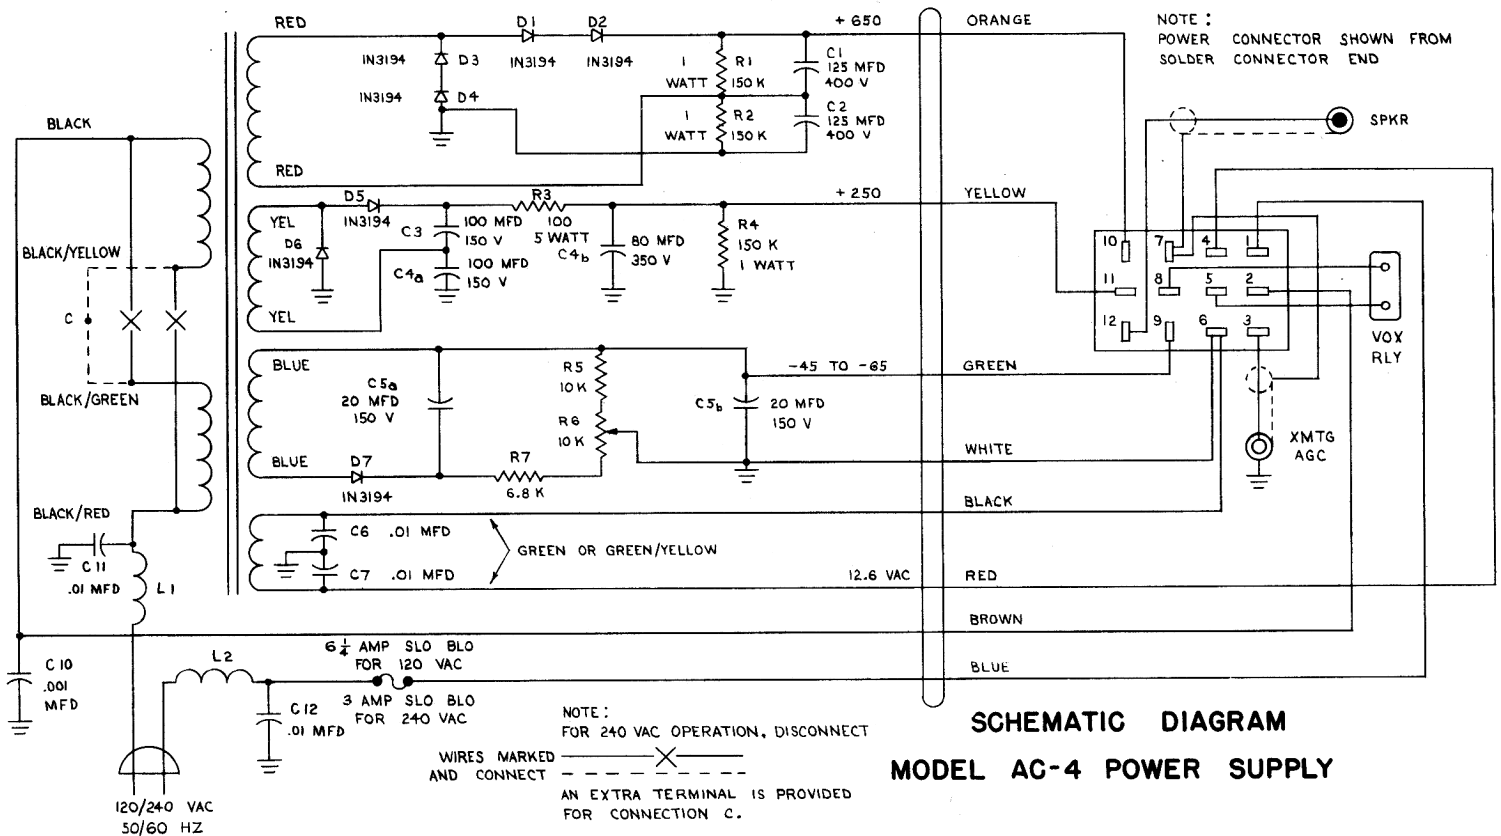 RED
D1
D2
+ 650
ORANGE
NOTE :
POWER CONNECTOR SHOWN FROM
SOLDER CONNECTOR END
1N3194
D3
1N3194
1N3194
1
WATT
R1
150 K
C1
125 MFD
400 V
1N3194
D4
1
WATT
R2
150 K
C2
125 MFD
400 V
SPKR
BLACK
RED
D5
1N3194
R3
100
5 WATT
+ 250
YELLOW
YEL
D6
1N3194
C3
100 MFD
150 V
C4a
100 MFD
150 V
C4b
80 MFD
350 V
R4
150 K
1 WATT
BLACK/YELLOW
YEL
C
10
7
4
1
11
8
5
2
12
9
6
3
VOX
RLY
BLUE
C5a
20 MFD
150 V
R5
10 K
R6
10 K
-45 TO -65
GREEN
C5b
20 MFD
150 V
BLACK/GREEN
BLUE
D7
1N3194
R7
6.8 K
WHITE
XMTG
AGC
BLACK/RED
BLACK
C6 .01 MFD
GREEN OR GREEN/YELLOW
C7 .01 MFD
12.6 VAC
RED
C11
.01 MFD
L1
BROWN
6 1/4 AMP SLO BLO
FOR 120 VAC
L2
BLUE
C10
.001
MFD
3 AMP SLO BLO
FOR 240 VAC
C12
.01 MFD
NOTE :
FOR 240 VAC OPERATION, DISCONNECT
WIRES MARKED
AND CONNECT
AN EXTRA TERMINAL IS PROVIDED
FOR CONNECTION C.
SCHEMATIC DIAGRAM
MODEL AC-4 POWER SUPPLY
120/240 VAC
50/60 HZ